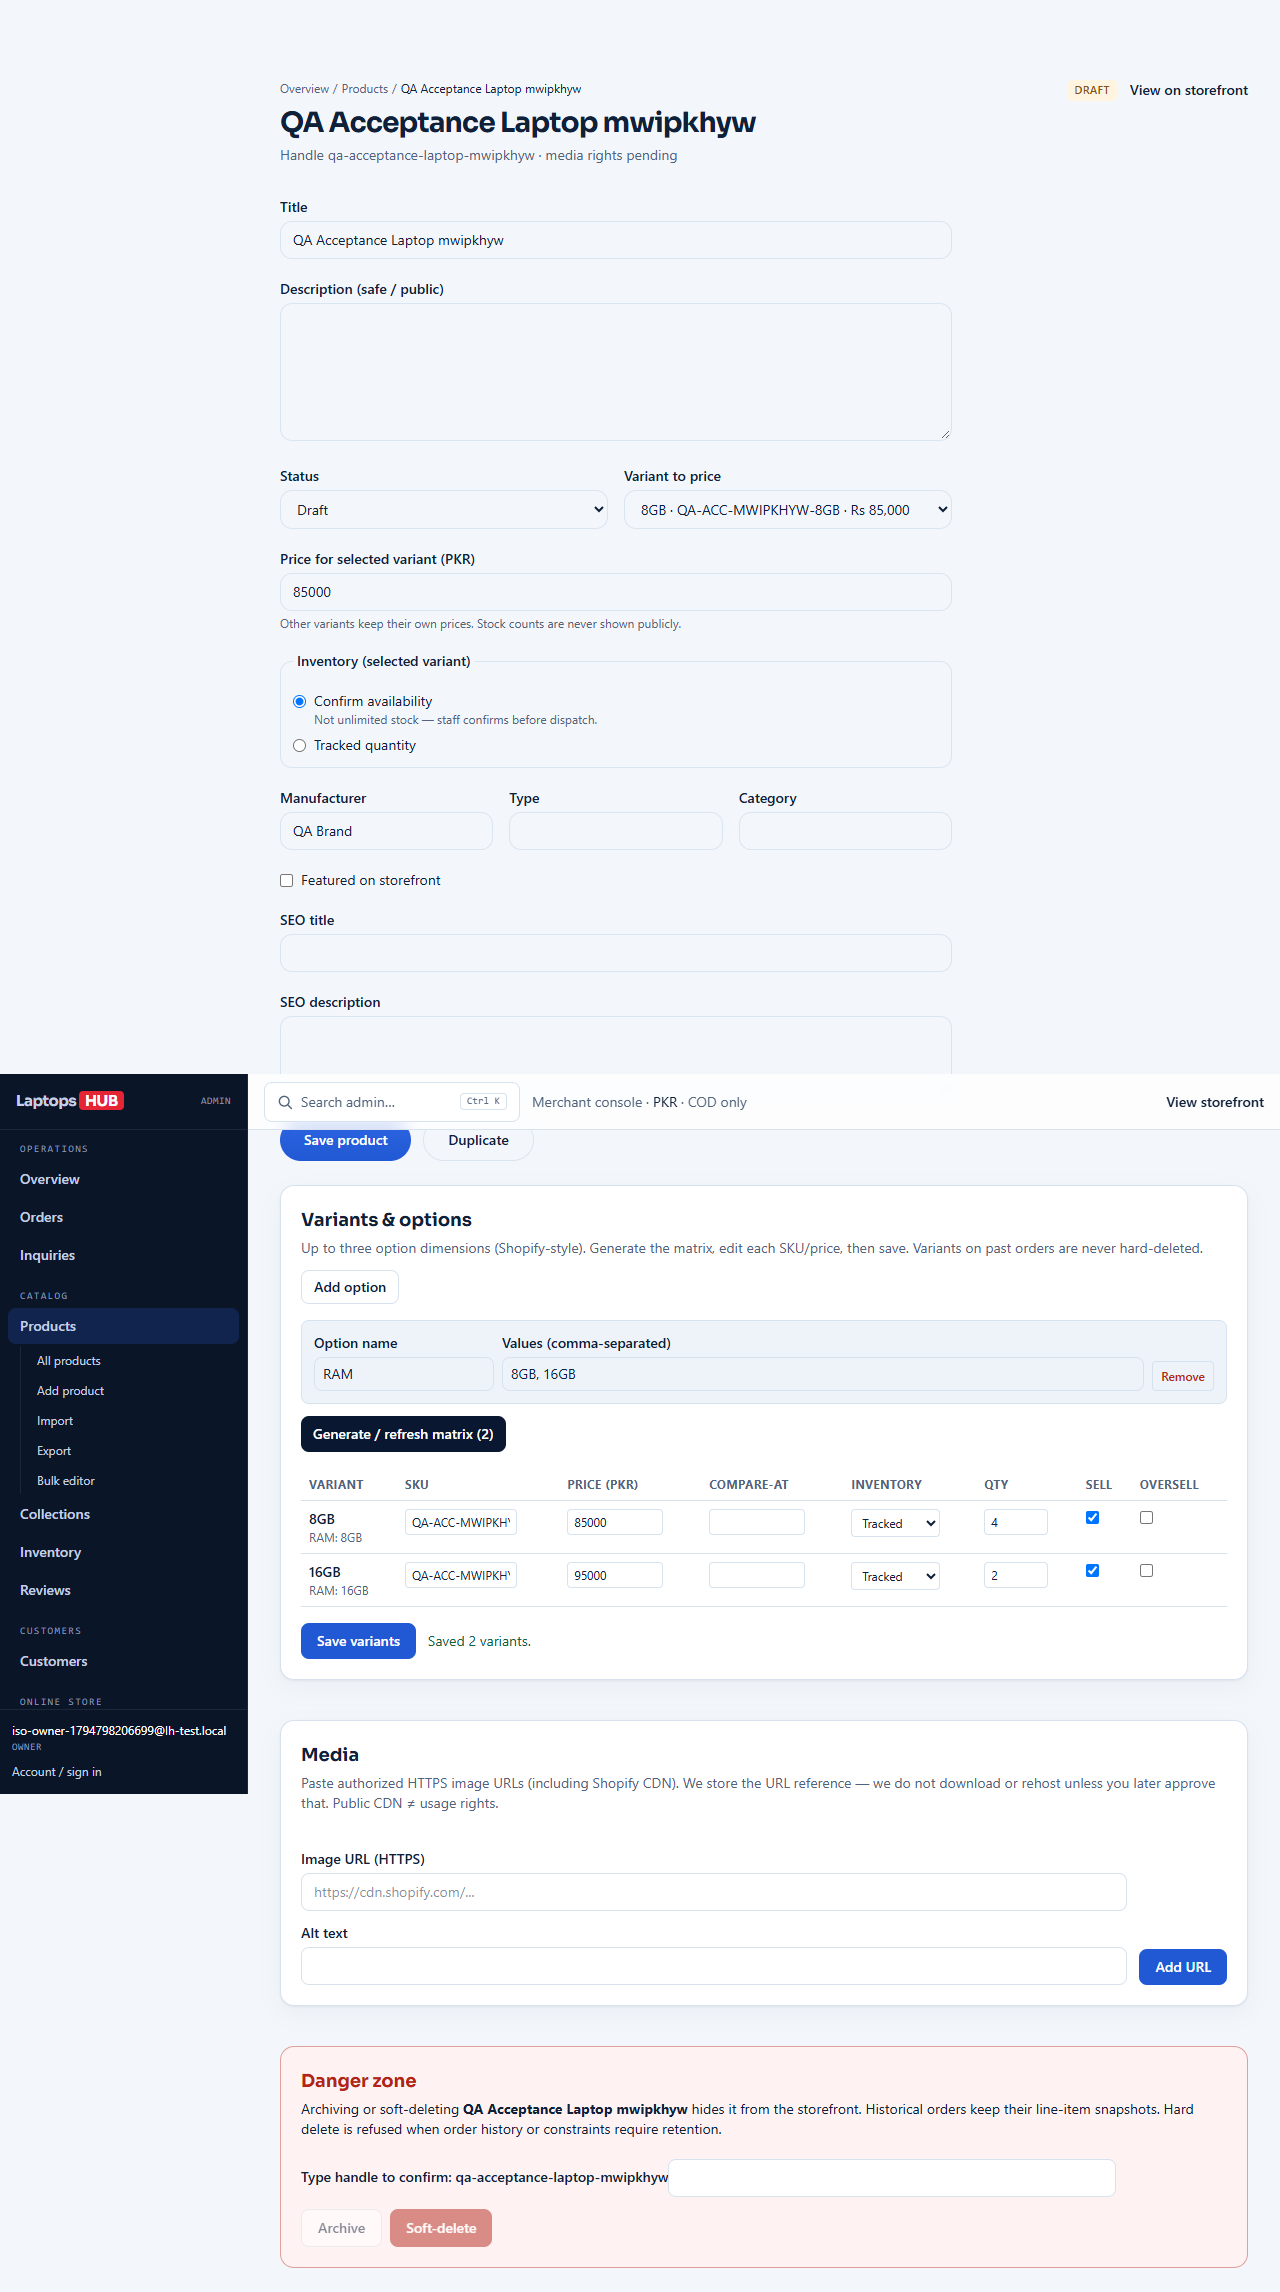 Overview / Products / QA Acceptance Laptop mwipkhyw
DRAFT
View on storefront
QA Acceptance Laptop mwipkhyw
Handle qa-acceptance-laptop-mwipkhyw · media rights pending
Title
QA Acceptance Laptop mwipkhyw
Description (safe / public)
Status
Variant to price
Draft
8GB · QA-ACC-MWIPKHYW-8GB · Rs 85,000
Price for selected variant (PKR)
85000
Other variants keep their own prices. Stock counts are never shown publicly.
Inventory (selected variant)
Confirm availability
Not unlimited stock — staff confirms before dispatch.
Tracked quantity
Manufacturer
Type
Category
QA Brand
Featured on storefront
SEO title
SEO description
Laptops HUB
ADMIN
Search admin...
Ctrl K
Merchant console · PKR · COD only
View storefront
OPERATIONS
Overview
Orders
Inquiries
CATALOG
Products
All products
Add product
Import
Export
Bulk editor
Collections
Inventory
Reviews
CUSTOMERS
Customers
ONLINE STORE
iso-owner-1794798206699@lh-test.local
OWNER
Account / sign in
Save product
Duplicate
Variants & options
Up to three option dimensions (Shopify-style). Generate the matrix, edit each SKU/price, then save. Variants on past orders are never hard-deleted.
Add option
Option name
Values (comma-separated)
RAM
8GB, 16GB
Remove
Generate / refresh matrix (2)
VARIANT SKU PRICE (PKR) COMPARE-AT INVENTORY QTY SELL OVERSELL
8GB QA-ACC-MWIPKH 85000 Tracked 4
RAM: 8GB
16GB QA-ACC-MWIPKH 95000 Tracked 2
RAM: 16GB
Save variants
Saved 2 variants.
Media
Paste authorized HTTPS image URLs (including Shopify CDN). We store the URL reference — we do not download or rehost unless you later approve
that. Public CDN ≠ usage rights.
Image URL (HTTPS)
https://cdn.shopify.com/...
Alt text
Add URL
Danger zone
Archiving or soft-deleting QA Acceptance Laptop mwipkhyw hides it from the storefront. Historical orders keep their line-item snapshots. Hard
delete is refused when order history or constraints require retention.
Type handle to confirm: qa-acceptance-laptop-mwipkhyw
Archive
Soft-delete